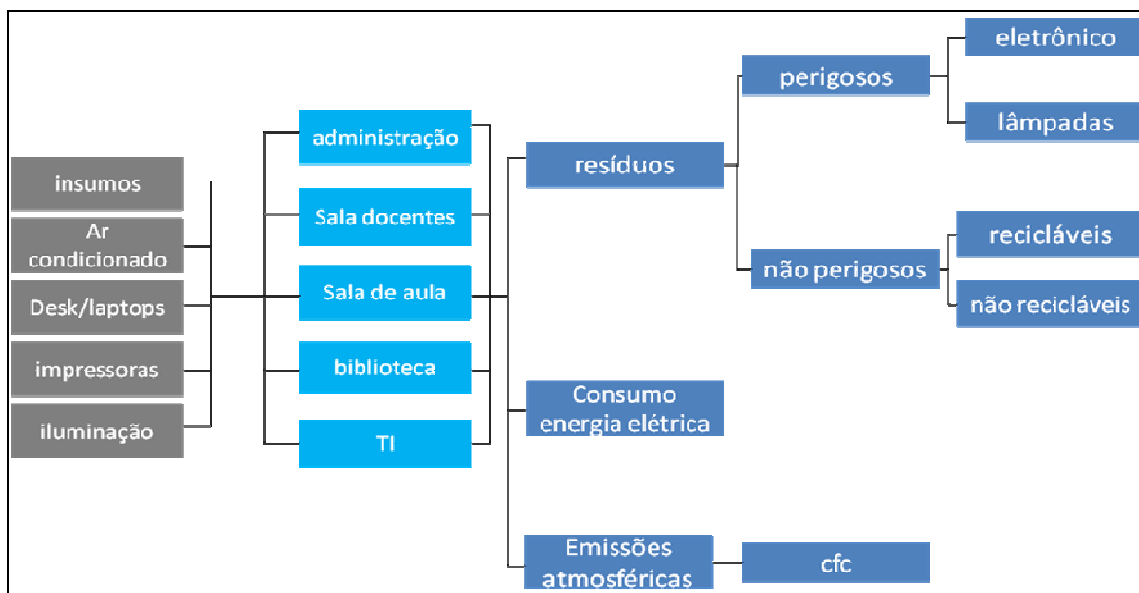 insumos
Ar
condicionado
Desk/laptops
impressoras
iluminação
administração
Sala docentes
Sala de aula
biblioteca
TI
resíduos
Consumo
energia elétrica
Emissões
atmosféricas
perigosos
não perigosos
cfc
eletrônico
lâmpadas
recicláveis
não recicláveis